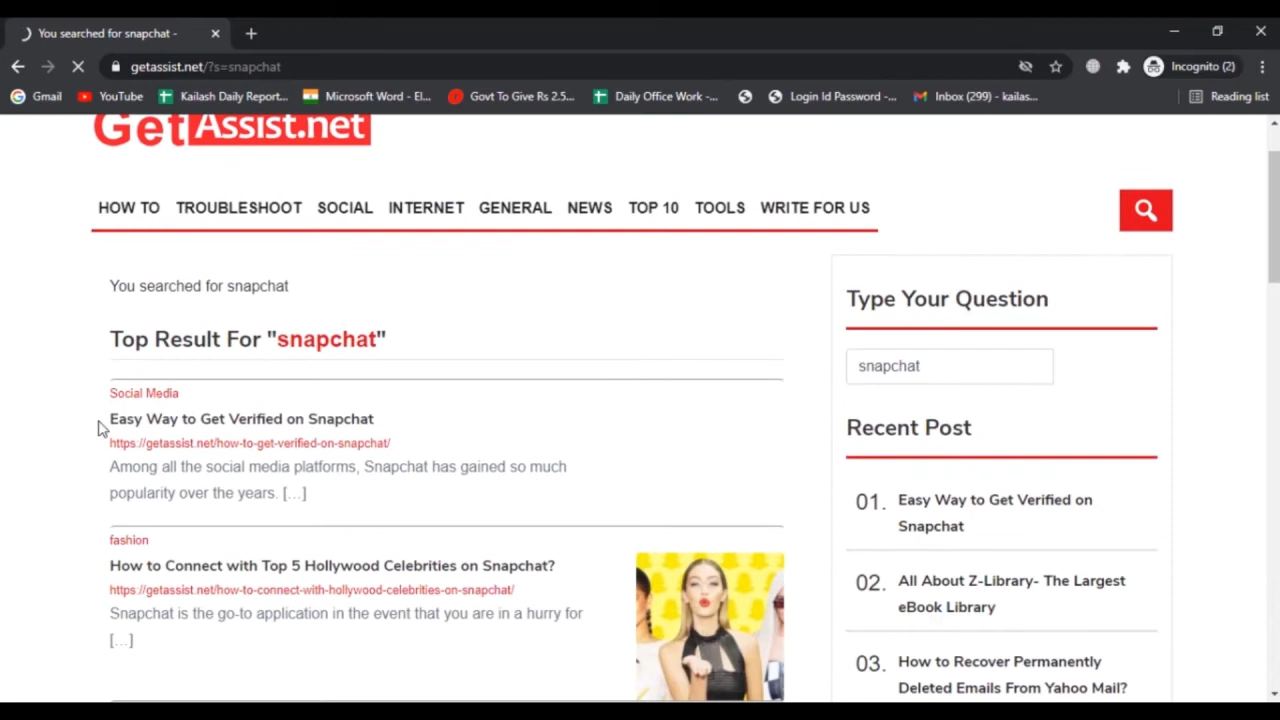 You searched for snapchat -
getassist.net/?s=snapchat
Incognito (2)
Gmail
YouTube
Kailash Daily Report...
Microsoft Word - El...
Govt To Give Rs 2.5...
Daily Office Work -...
Login Id Password -...
Inbox (299) - kailas...
Reading list
GetAssist.net
HOW TO TROUBLESHOOT SOCIAL INTERNET GENERAL NEWS TOP 10 TOOLS WRITE FOR US
You searched for snapchat
Top Result For "snapchat"
Social Media
Easy Way to Get Verified on Snapchat
https://getassist.net/how-to-get-verified-on-snapchat/
Among all the social media platforms, Snapchat has gained so much
popularity over the years. [...]
fashion
How to Connect with Top 5 Hollywood Celebrities on Snapchat?
https://getassist.net/how-to-connect-with-hollywood-celebrities-on-snapchat/
Snapchat is the go-to application in the event that you are in a hurry for
[...]
Type Your Question
snapchat
Recent Post
01. Easy Way to Get Verified on
Snapchat
02. All About Z-Library- The Largest
eBook Library
03. How to Recover Permanently
Deleted Emails From Yahoo Mail?